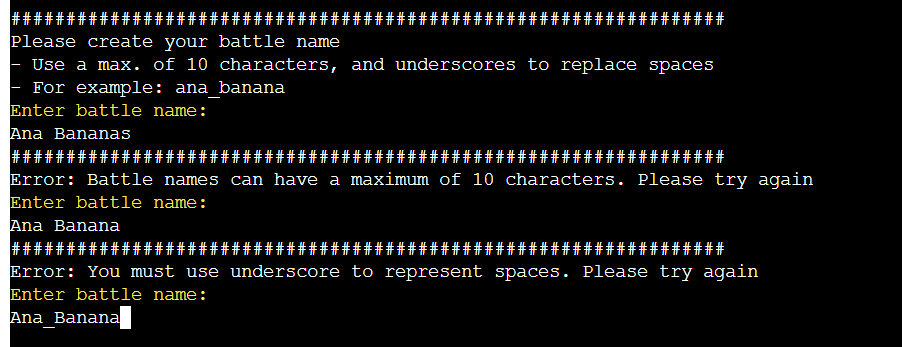 #################################################################
Please create your battle name
- Use a max. of 10 characters, and underscores to replace spaces
- For example: ana_banana
Enter battle name:
Ana Bananas
#################################################################
Error: Battle names can have a maximum of 10 characters. Please try again
Enter battle name:
Ana Banana
#################################################################
Error: You must use underscore to represent spaces. Please try again
Enter battle name:
Ana_Banana